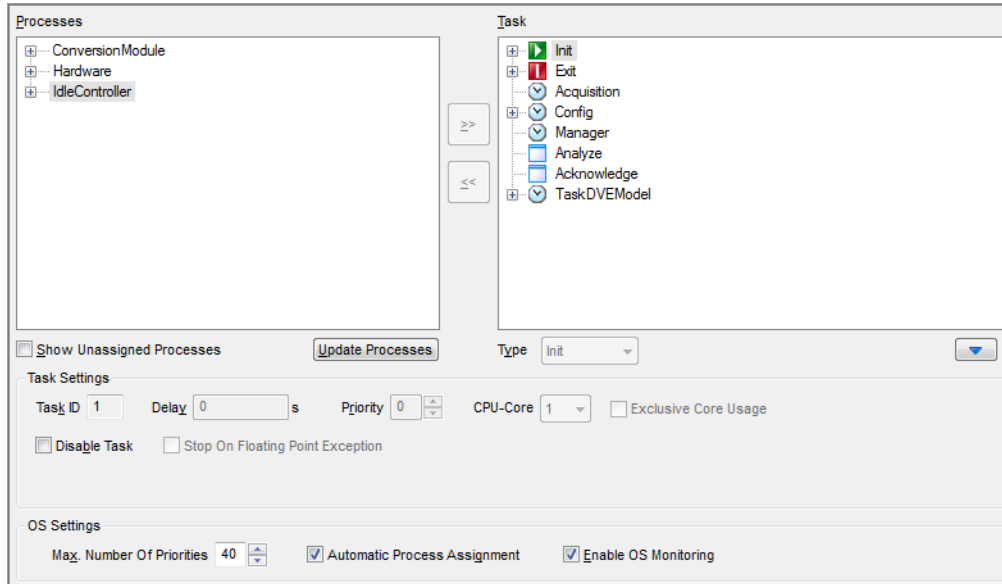 Processes
Task
ConversionModule
Hardware
IdleController
>>
<<
Init
Exit
Acquisition
Config
Manager
Analyze
Acknowledge
TaskDVEModel
Show Unassigned Processes
Update Processes
Type Init
Task Settings
Task ID 1 Delay 0 s Priority 0 CPU-Core 1 Exclusive Core Usage
Disable Task Stop On Floating Point Exception
OS Settings
Max. Number Of Priorities 40 Automatic Process Assignment Enable OS Monitoring